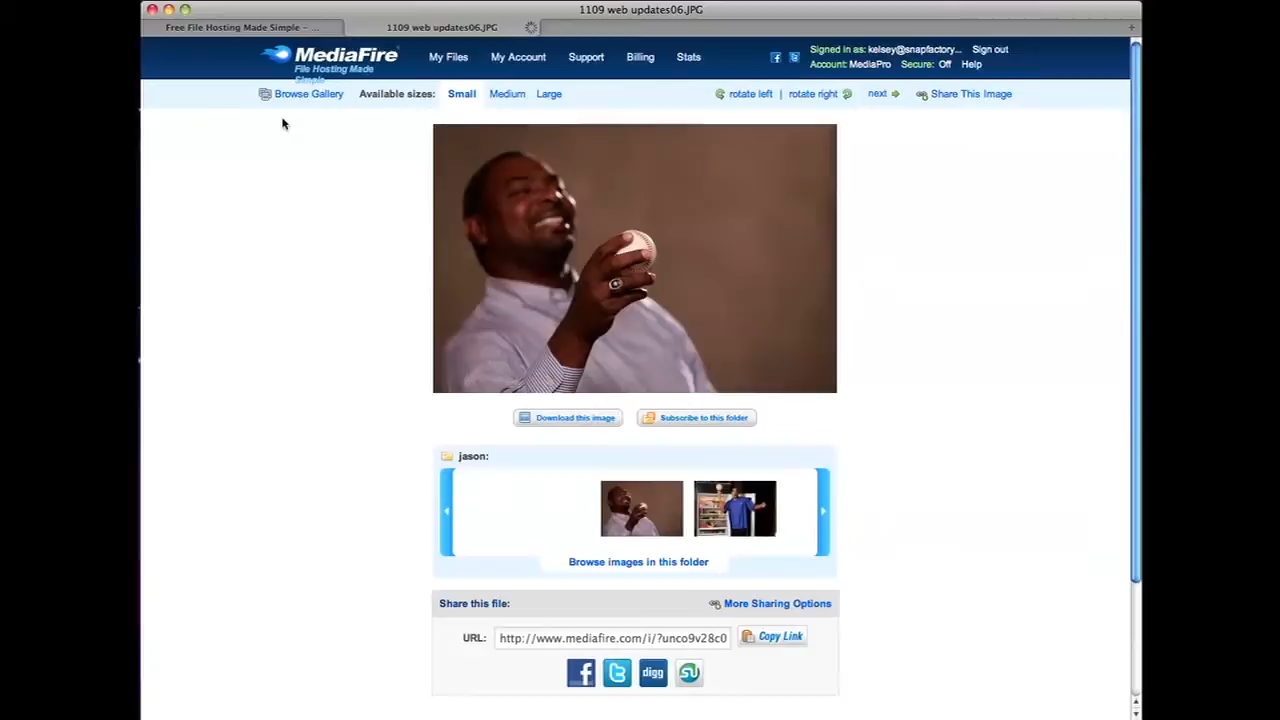 1109 web updates06.JPG
Free File Hosting Made Simple - ...
1109 web updates06.JPG
MediaFire
File Hosting Made Simple
My Files
My Account
Support
Billing
Stats
Signed in as: kelsey@snapfactory... Sign out
Account: MediaPro Secure: Off Help
Browse Gallery
Available sizes: Small Medium Large
rotate left | rotate right
next
Share This Image
Download this image
Subscribe to this folder
jason:
Browse images in this folder
Share this file:
More Sharing Options
URL: http://www.mediafire.com/i/?unco9v28c0
Copy Link
digg